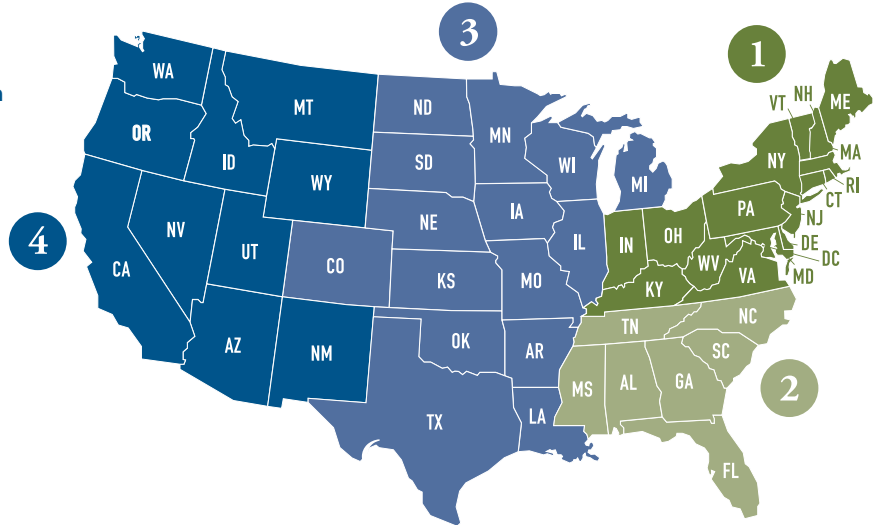 3
1
WA
MT
ND
MN
VT
NH
ME
OR
ID
SD
WI
MI
NY
MA
WY
RI
CT
4
NV
NE
IA
PA
NJ
CA
UT
CO
IL
IN
OH
DE
DC
KS
MO
WV
VA
MD
KY
AZ
NM
OK
AR
TN
NC
SC
2
TX
LA
MS
AL
GA
FL